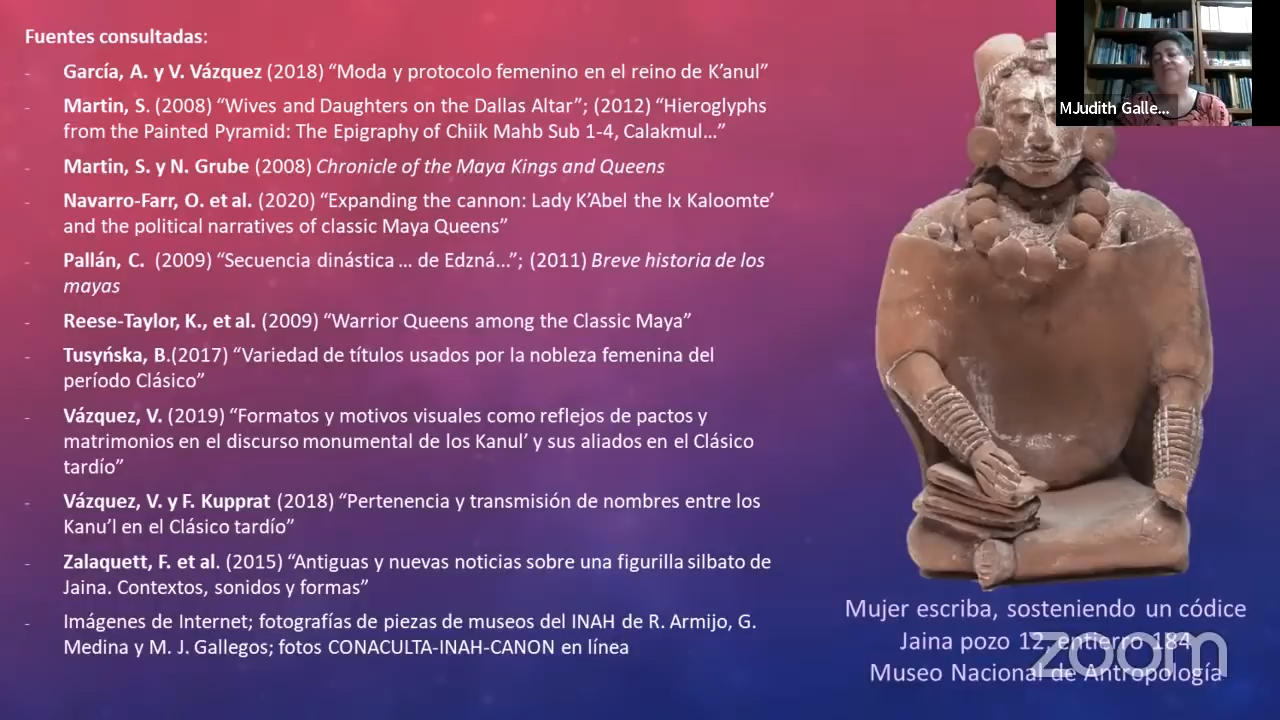 Fuentes consultadas:
- García, A. y V. Vázquez (2018) “Moda y protocolo femenino en el reino de K’anul”
- Martin, S. (2008) “Wives and Daughters on the Dallas Altar”; (2012) “Hieroglyphs
from the Painted Pyramid: The Epigraphy of Chiik Mahb Sub 1-4, Calakmul…”
- Martin, S. y N. Grube (2008) Chronicle of the Maya Kings and Queens
- Navarro-Farr, O. et al. (2020) “Expanding the cannon: Lady K’Abel the Ix Kaloomte’
and the political narratives of classic Maya Queens”
- Pallán, C. (2009) “Secuencia dinástica … de Edzná...”; (2011) Breve historia de los
mayas
- Reese-Taylor, K., et al. (2009) “Warrior Queens among the Classic Maya”
- Tusyńska, B.(2017) “Variedad de títulos usados por la nobleza femenina del
período Clásico”
- Vázquez, V. (2019) “Formatos y motivos visuales como reflejos de pactos y
matrimonios en el discurso monumental de los Kanul’ y sus aliados en el Clásico
tardío”
- Vázquez, V. y F. Kupprat (2018) “Pertenencia y transmisión de nombres entre los
Kanu’l en el Clásico tardío”
- Zalaquett, F. et al. (2015) “Antiguas y nuevas noticias sobre una figurilla silbato de
Jaina. Contextos, sonidos y formas”
- Imágenes de Internet; fotografías de piezas de museos del INAH de R. Armijo, G.
Medina y M. J. Gallegos; fotos CONACULTA-INAH-CANON en línea
MJudith Galle...
Mujer escriba, sosteniendo un códice
Jaina pozo 12, entierro 184
Museo Nacional de Antropología
zoom